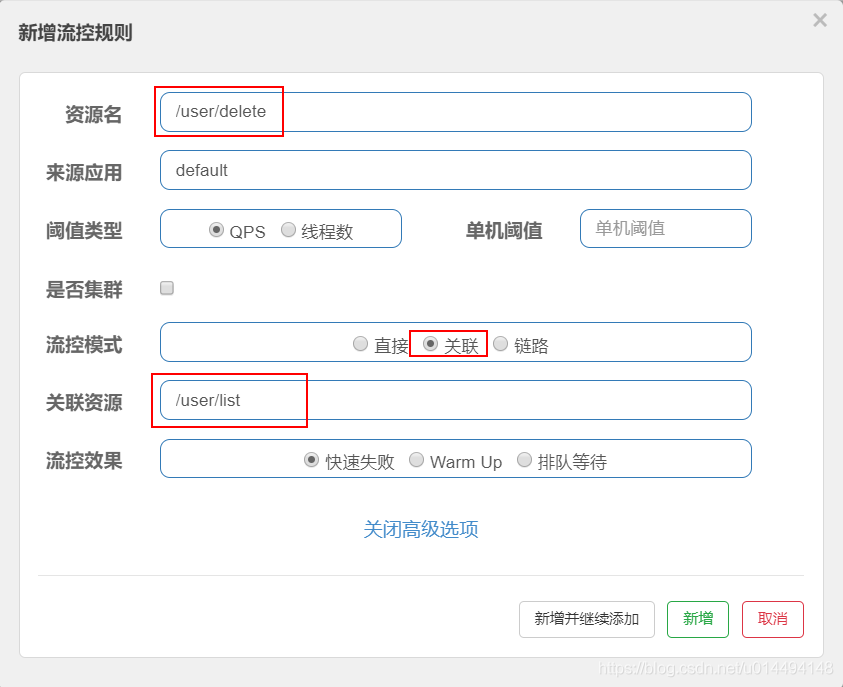 新增流控规则
×
资源名 /user/delete
来源应用 default
阈值类型 QPS 线程数 单机阈值 单机阈值
是否集群
流控模式 直接 关联 链路
关联资源 /user/list
流控效果 快速失败 Warm Up 排队等待
关闭高级选项
新增并继续添加 新增 取消
https://blog.csdn.net/u014494148